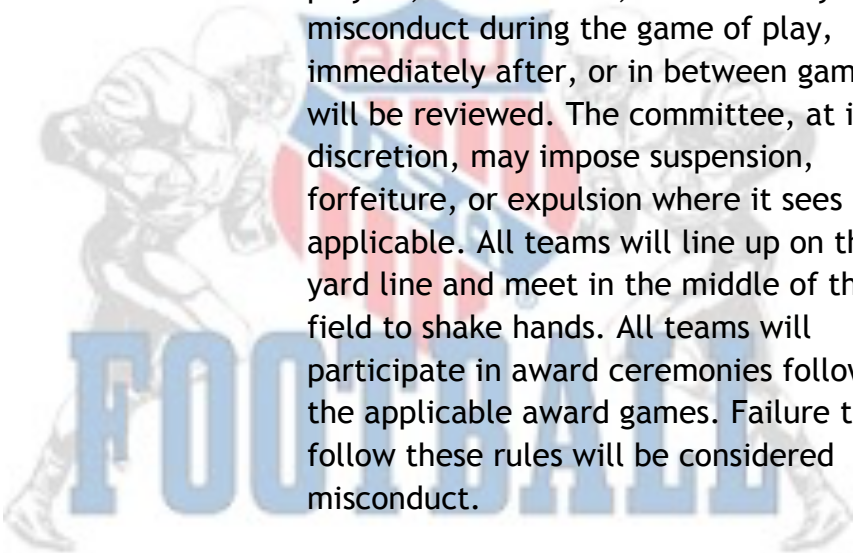 misconduct during the game of play,
immediately after, or in between gam
will be reviewed. The committee, at i
discretion, may impose suspension,
forfeiture, or expulsion where it sees
applicable. All teams will line up on th
yard line and meet in the middle of th
field to shake hands. All teams will
participate in award ceremonies follow
the applicable award games. Failure t
follow these rules will be considered
misconduct.
FOOTBALL